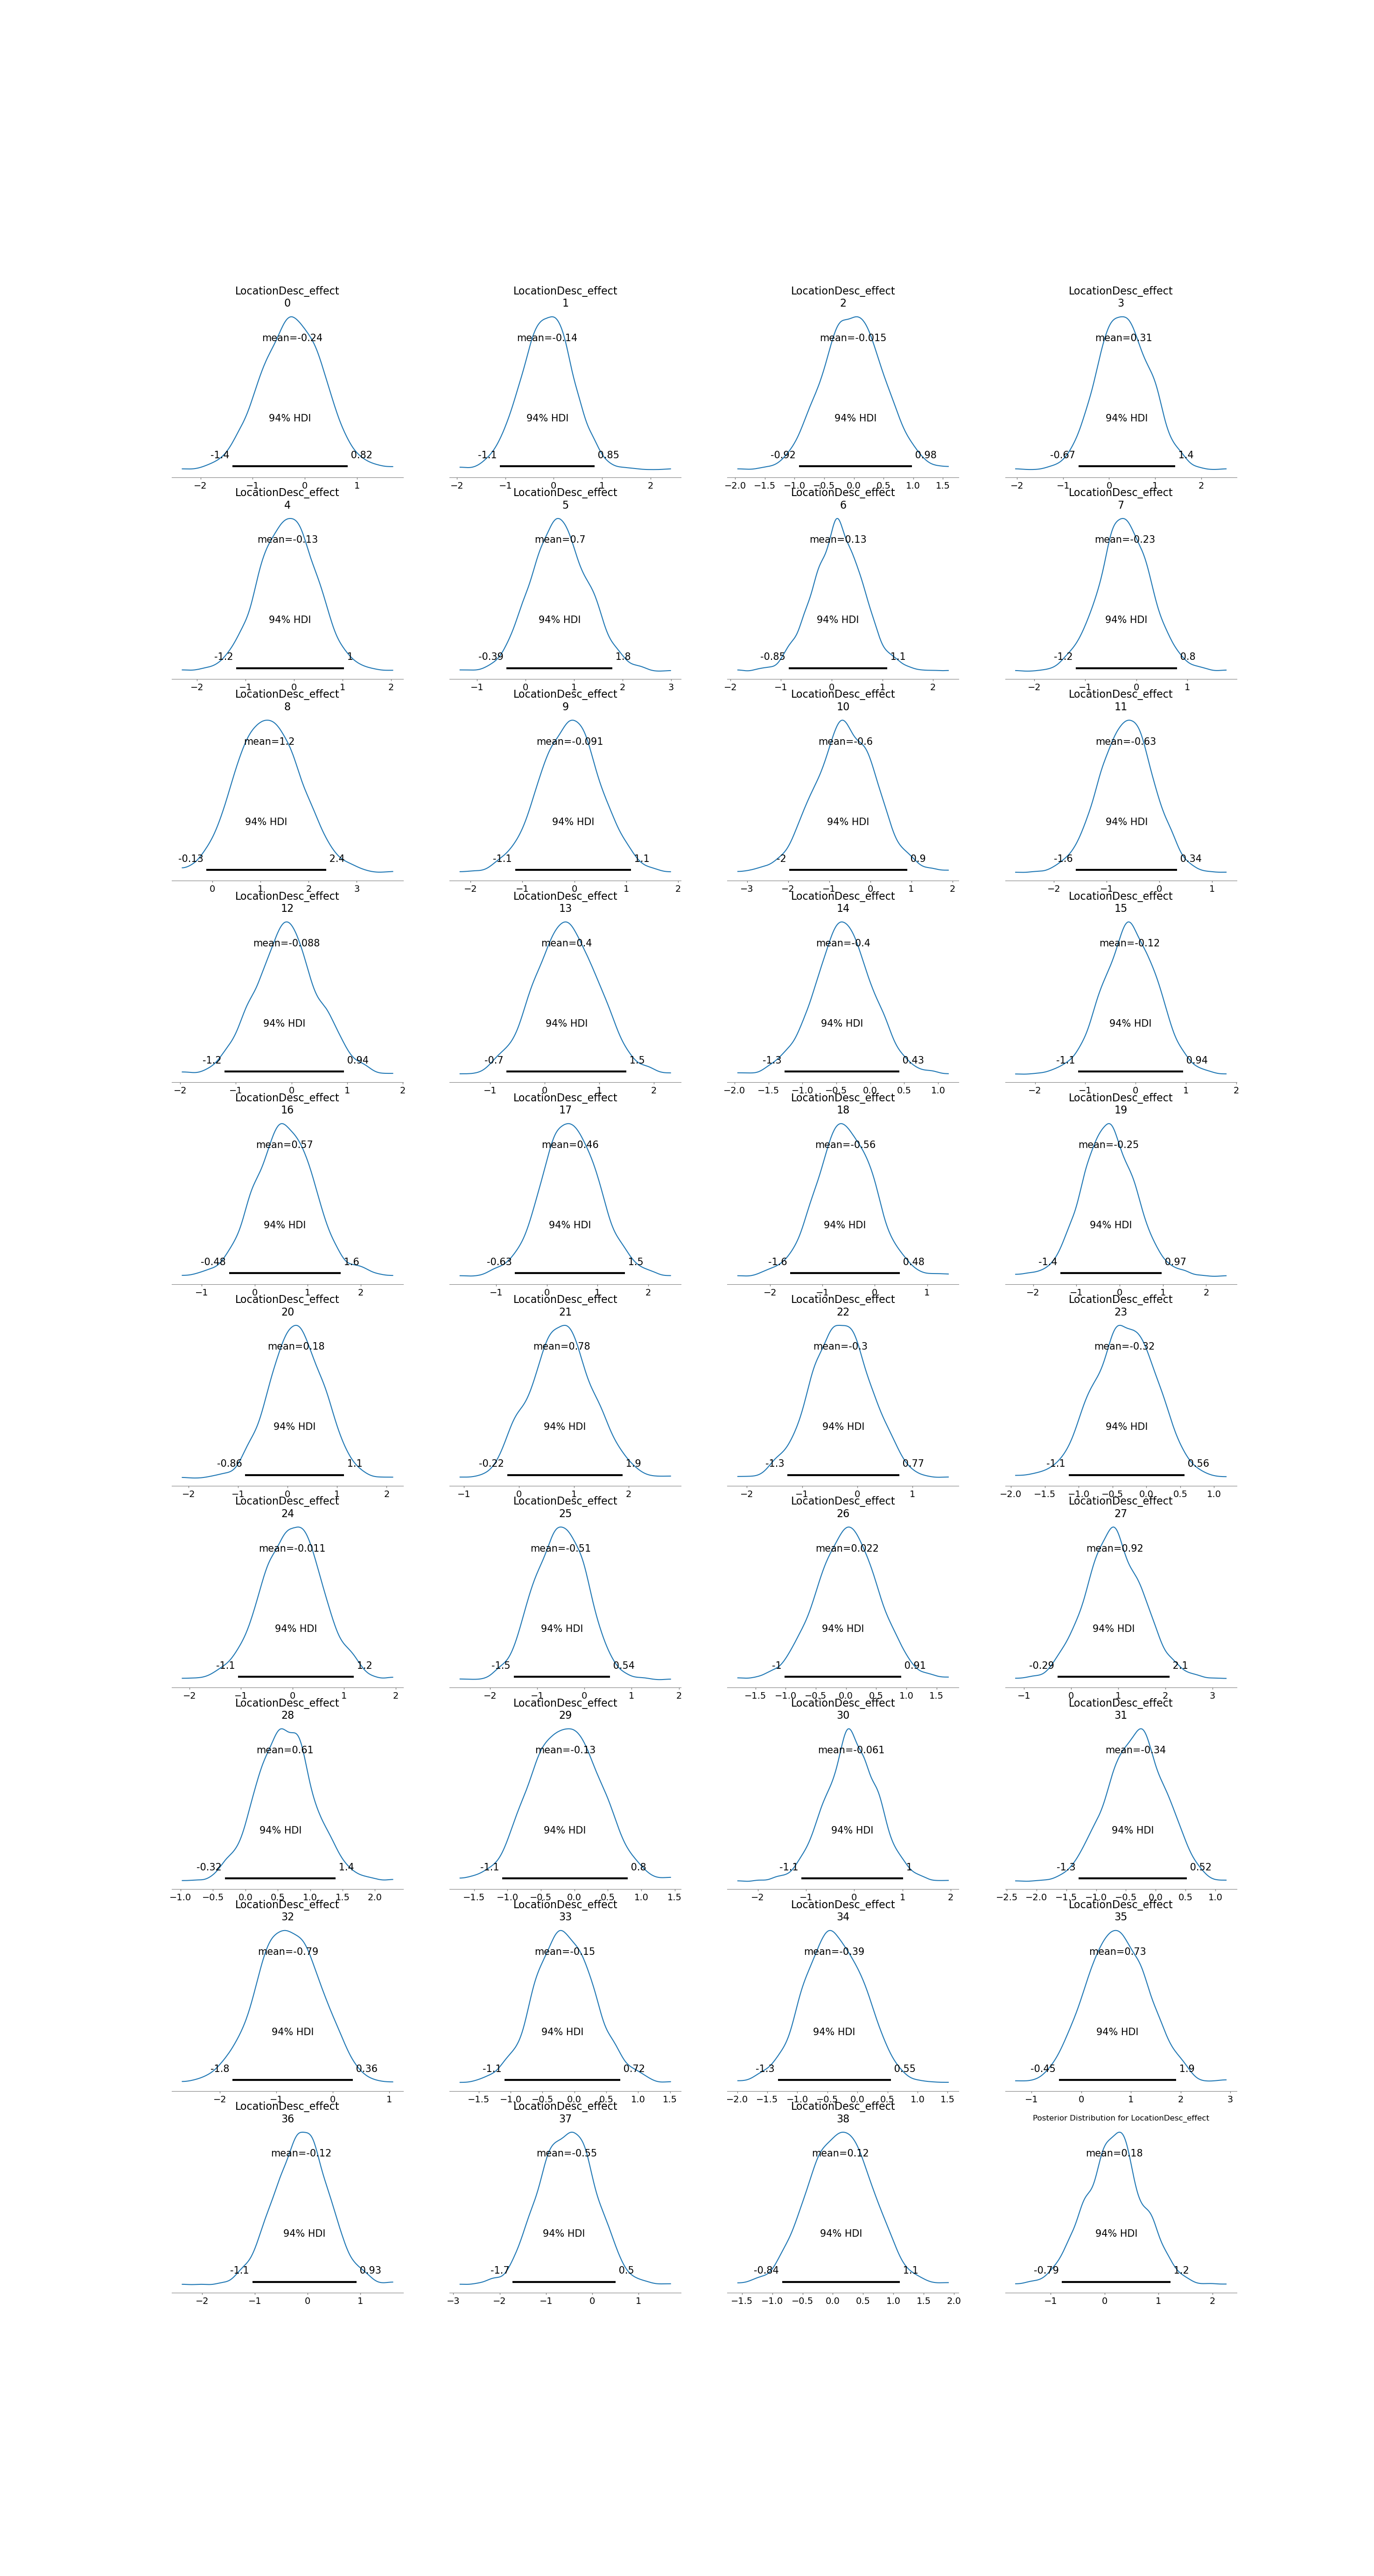 LocationDesc_effect
0
mean=-0.24
94% HDI
-1.4 0.82
−2 −1 0 1
LocationDesc_effect
1
mean=-0.14
94% HDI
-1.1 0.85
−2 −1 0 1 2
LocationDesc_effect
2
mean=-0.015
94% HDI
-0.92 0.98
−2.0 −1.5 −1.0 −0.5 0.0 0.5 1.0 1.5
LocationDesc_effect
3
mean=0.31
94% HDI
-0.67 1.4
−2 −1 0 1 2
LocationDesc_effect
4
mean=-0.13
94% HDI
-1.2 1
−2 −1 0 1 2
LocationDesc_effect
5
mean=0.7
94% HDI
-0.39 1.8
−1 0 1 2 3
LocationDesc_effect
6
mean=0.13
94% HDI
-0.85 1.1
−2 −1 0 1 2
LocationDesc_effect
7
mean=-0.23
94% HDI
-1.2 0.8
−2 −1 0 1
LocationDesc_effect
8
mean=1.2
94% HDI
-0.13 2.4
0 1 2 3
LocationDesc_effect
9
mean=-0.091
94% HDI
-1.1 1.1
−2 −1 0 1 2
LocationDesc_effect
10
mean=-0.6
94% HDI
-2 0.9
−3 −2 −1 0 1 2
LocationDesc_effect
11
mean=-0.63
94% HDI
-1.6 0.34
−2 −1 0 1
LocationDesc_effect
12
mean=-0.088
94% HDI
-1.2 0.94
−2 −1 0 1 2
LocationDesc_effect
13
mean=0.4
94% HDI
-0.7 1.5
−1 0 1 2
LocationDesc_effect
14
mean=-0.4
94% HDI
-1.3 0.43
−2.0 −1.5 −1.0 −0.5 0.0 0.5 1.0
LocationDesc_effect
15
mean=-0.12
94% HDI
-1.1 0.94
−2 −1 0 1 2
LocationDesc_effect
16
mean=0.57
94% HDI
-0.48 1.6
−1 0 1 2
LocationDesc_effect
17
mean=0.46
94% HDI
-0.63 1.5
−1 0 1 2
LocationDesc_effect
18
mean=-0.56
94% HDI
-1.6 0.48
−2 −1 0 1
LocationDesc_effect
19
mean=-0.25
94% HDI
-1.4 0.97
−2 −1 0 1 2
LocationDesc_effect
20
mean=0.18
94% HDI
-0.86 1.1
−2 −1 0 1 2
LocationDesc_effect
21
mean=0.78
94% HDI
-0.22 1.9
−1 0 1 2
LocationDesc_effect
22
mean=-0.3
94% HDI
-1.3 0.77
−2 −1 0 1
LocationDesc_effect
23
mean=-0.32
94% HDI
-1.1 0.56
−2.0 −1.5 −1.0 −0.5 0.0 0.5 1.0
LocationDesc_effect
24
mean=-0.011
94% HDI
-1.1 1.2
−2 −1 0 1 2
LocationDesc_effect
25
mean=-0.51
94% HDI
-1.5 0.54
−2 −1 0 1 2
LocationDesc_effect
26
mean=0.022
94% HDI
-1 0.91
−1.5 −1.0 −0.5 0.0 0.5 1.0 1.5
LocationDesc_effect
27
mean=0.92
94% HDI
-0.29 2.1
−1 0 1 2 3
LocationDesc_effect
28
mean=0.61
94% HDI
-0.32 1.4
−1.0 −0.5 0.0 0.5 1.0 1.5 2.0
LocationDesc_effect
29
mean=-0.13
94% HDI
-1.1 0.8
−1.5 −1.0 −0.5 0.0 0.5 1.0 1.5
LocationDesc_effect
30
mean=-0.061
94% HDI
-1.1 1
−2 −1 0 1 2
LocationDesc_effect
31
mean=-0.34
94% HDI
-1.3 0.52
−2.5 −2.0 −1.5 −1.0 −0.5 0.0 0.5 1.0
LocationDesc_effect
32
mean=-0.79
94% HDI
-1.8 0.36
−2 −1 0 1
LocationDesc_effect
33
mean=-0.15
94% HDI
-1.1 0.72
−1.5 −1.0 −0.5 0.0 0.5 1.0 1.5
LocationDesc_effect
34
mean=-0.39
94% HDI
-1.3 0.55
−2.0 −1.5 −1.0 −0.5 0.0 0.5 1.0 1.5
LocationDesc_effect
35
mean=0.73
94% HDI
-0.45 1.9
−1 0 1 2 3
LocationDesc_effect
36
mean=-0.12
94% HDI
-1.1 0.93
−2 −1 0 1
LocationDesc_effect
37
mean=-0.55
94% HDI
-1.7 0.5
−3 −2 −1 0 1
LocationDesc_effect
38
mean=0.12
94% HDI
-0.84 1.1
−1.5 −1.0 −0.5 0.0 0.5 1.0 1.5 2.0
Posterior Distribution for LocationDesc_effect
mean=0.18
94% HDI
-0.79 1.2
−1 0 1 2